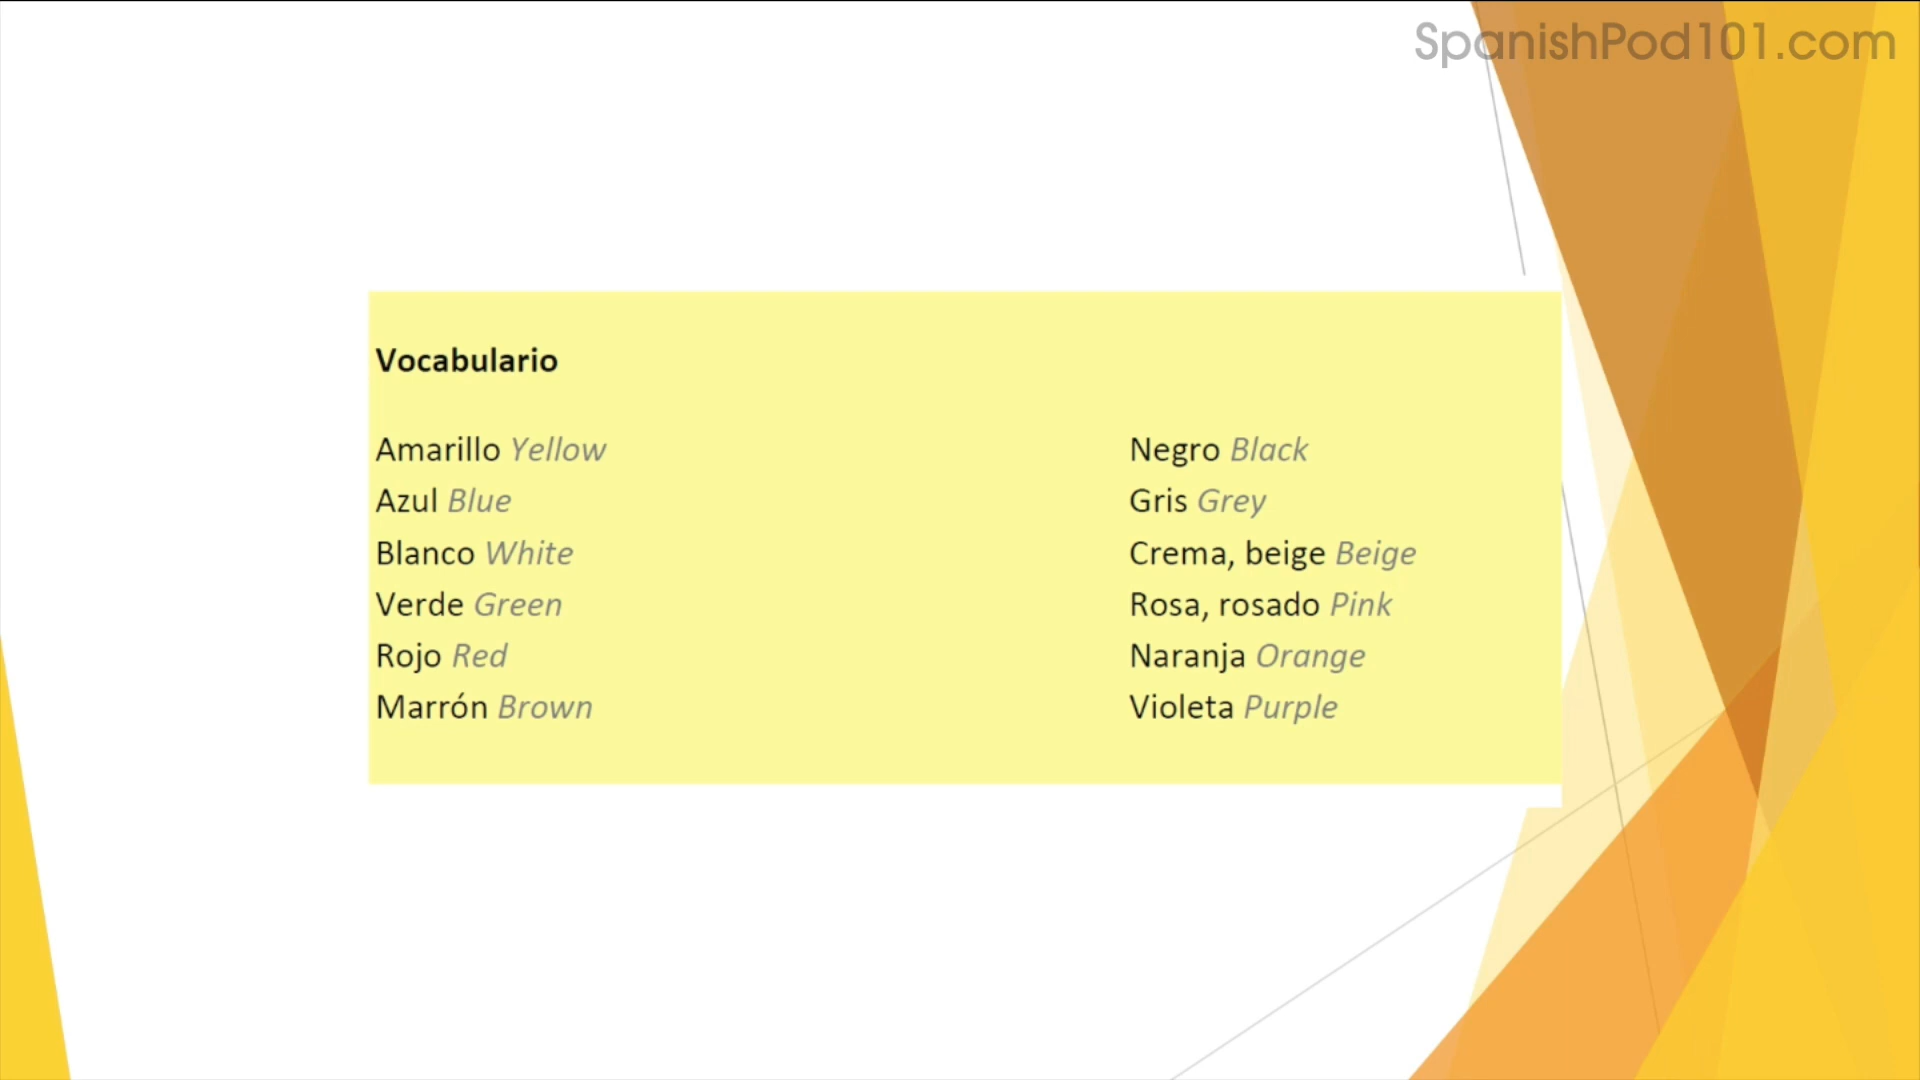 SpanishPod101.com
Vocabulario
Amarillo Yellow
Azul Blue
Blanco White
Verde Green
Rojo Red
Marrón Brown
Negro Black
Gris Grey
Crema, beige Beige
Rosa, rosado Pink
Naranja Orange
Violeta Purple